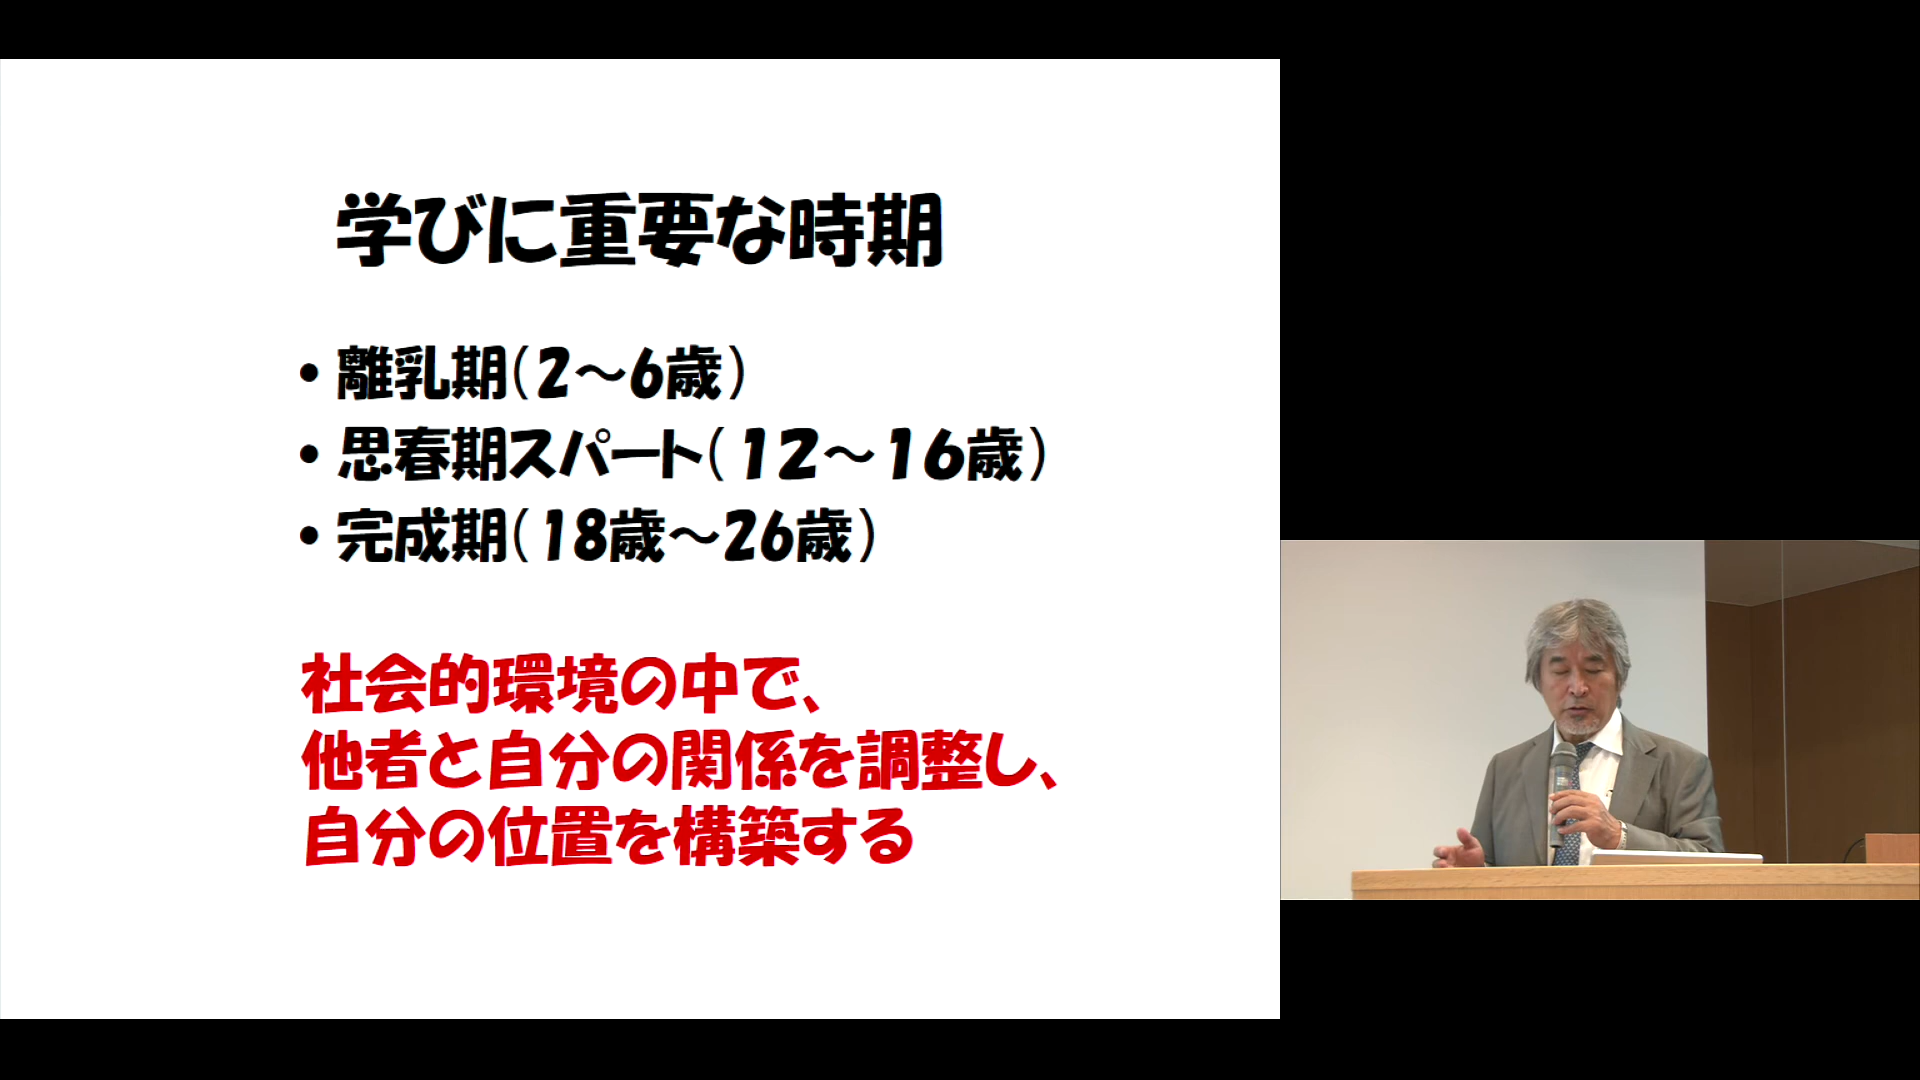 学びに重要な時期
• 離乳期(2～6歳)
• 思春期スパート(12～16歳)
• 完成期(18歳～26歳)
社会的環境の中で、
他者と自分の関係を調整し、
自分の位置を構築する